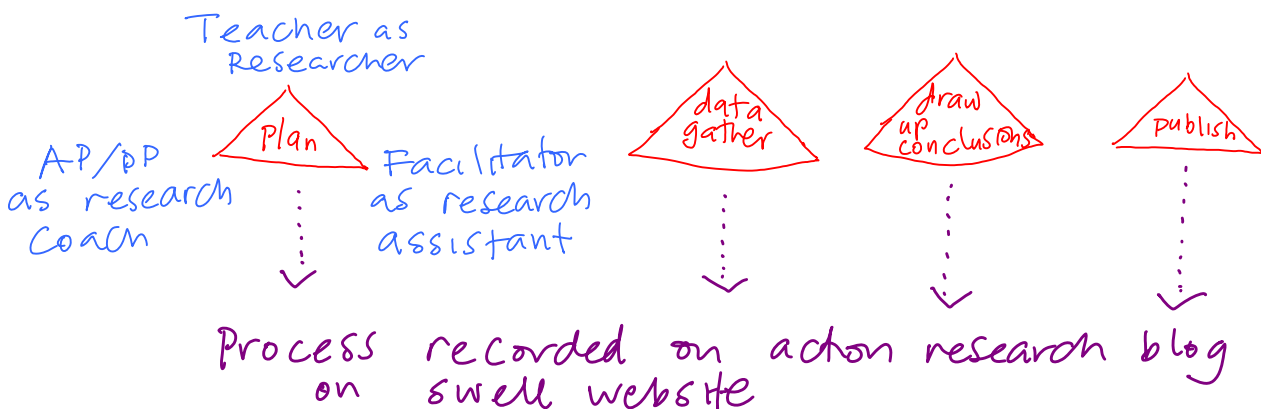 Teacher as
Researcher
Plan
AP/DP
as research
Coach
Facilitator
as research
assistant
data
gather
draw
up
conclusions
publish
Process recorded on action research blog
on swell website